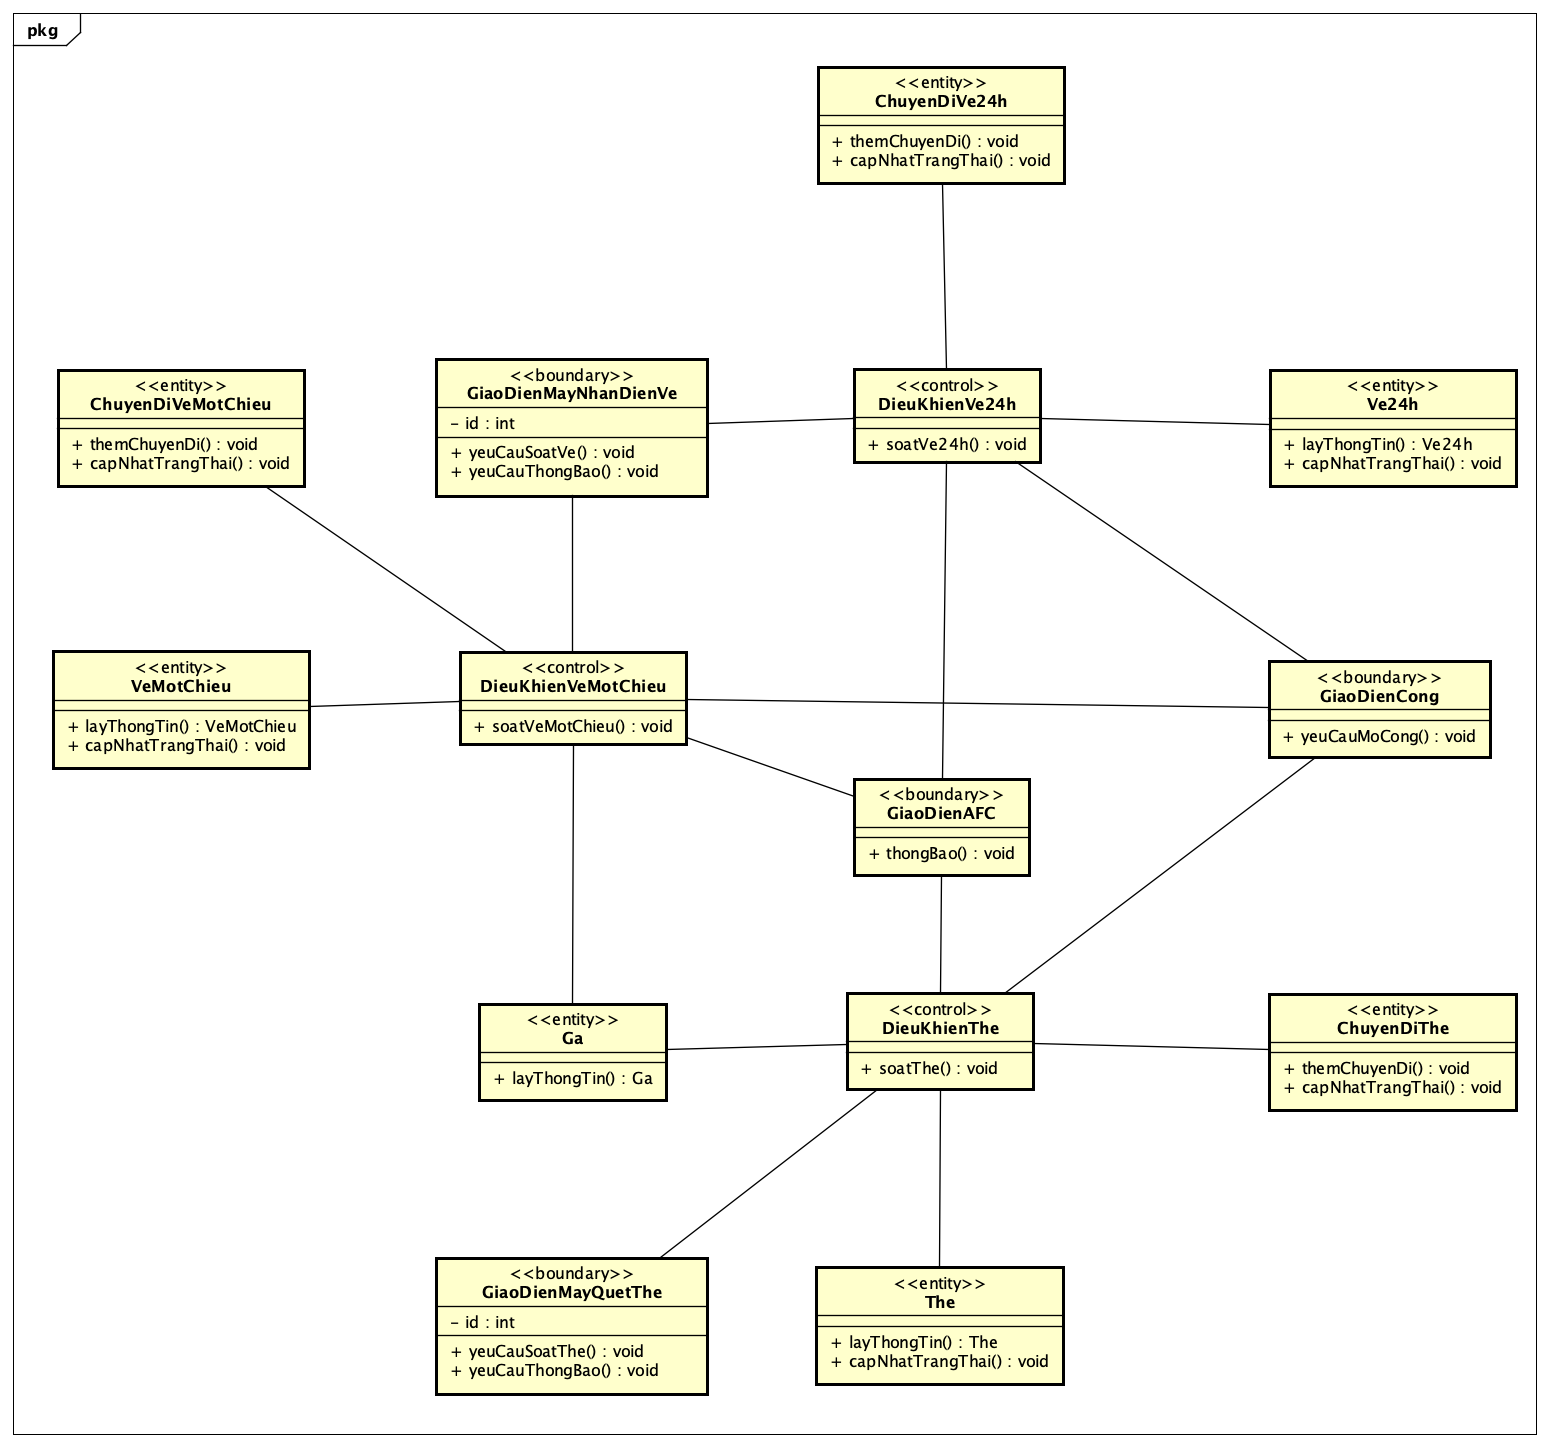 pkg
<<entity>>
ChuyenDiVe24h
+ themChuyenDi() : void
+ capNhatTrangThai() : void
<<entity>>
ChuyenDiVeMotChieu
+ themChuyenDi() : void
+ capNhatTrangThai() : void
<<boundary>>
GiaoDienMayNhanDienVe
- id : int
+ yeuCauSoatVe() : void
+ yeuCauThongBao() : void
<<control>>
DieuKhienVe24h
+ soatVe24h() : void
<<entity>>
Ve24h
+ layThongTin() : Ve24h
+ capNhatTrangThai() : void
<<entity>>
VeMotChieu
+ layThongTin() : VeMotChieu
+ capNhatTrangThai() : void
<<control>>
DieuKhienVeMotChieu
+ soatVeMotChieu() : void
<<boundary>>
GiaoDienCong
+ yeuCauMoCong() : void
<<boundary>>
GiaoDienAFC
+ thongBao() : void
<<entity>>
Ga
+ layThongTin() : Ga
<<control>>
DieuKhienThe
+ soatThe() : void
<<entity>>
ChuyenDiThe
+ themChuyenDi() : void
+ capNhatTrangThai() : void
<<boundary>>
GiaoDienMayQuetThe
- id : int
+ yeuCauSoatThe() : void
+ yeuCauThongBao() : void
<<entity>>
The
+ layThongTin() : The
+ capNhatTrangThai() : void